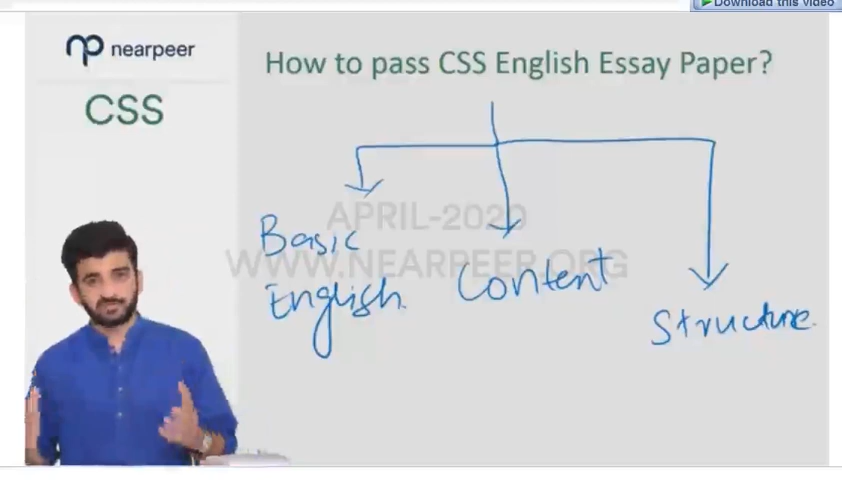 Download this video
nearpeer
How to pass CSS English Essay Paper?
CSS
APRIL-2020
WWW.NEARPEER.ORG
Basic
English
Content
Structure